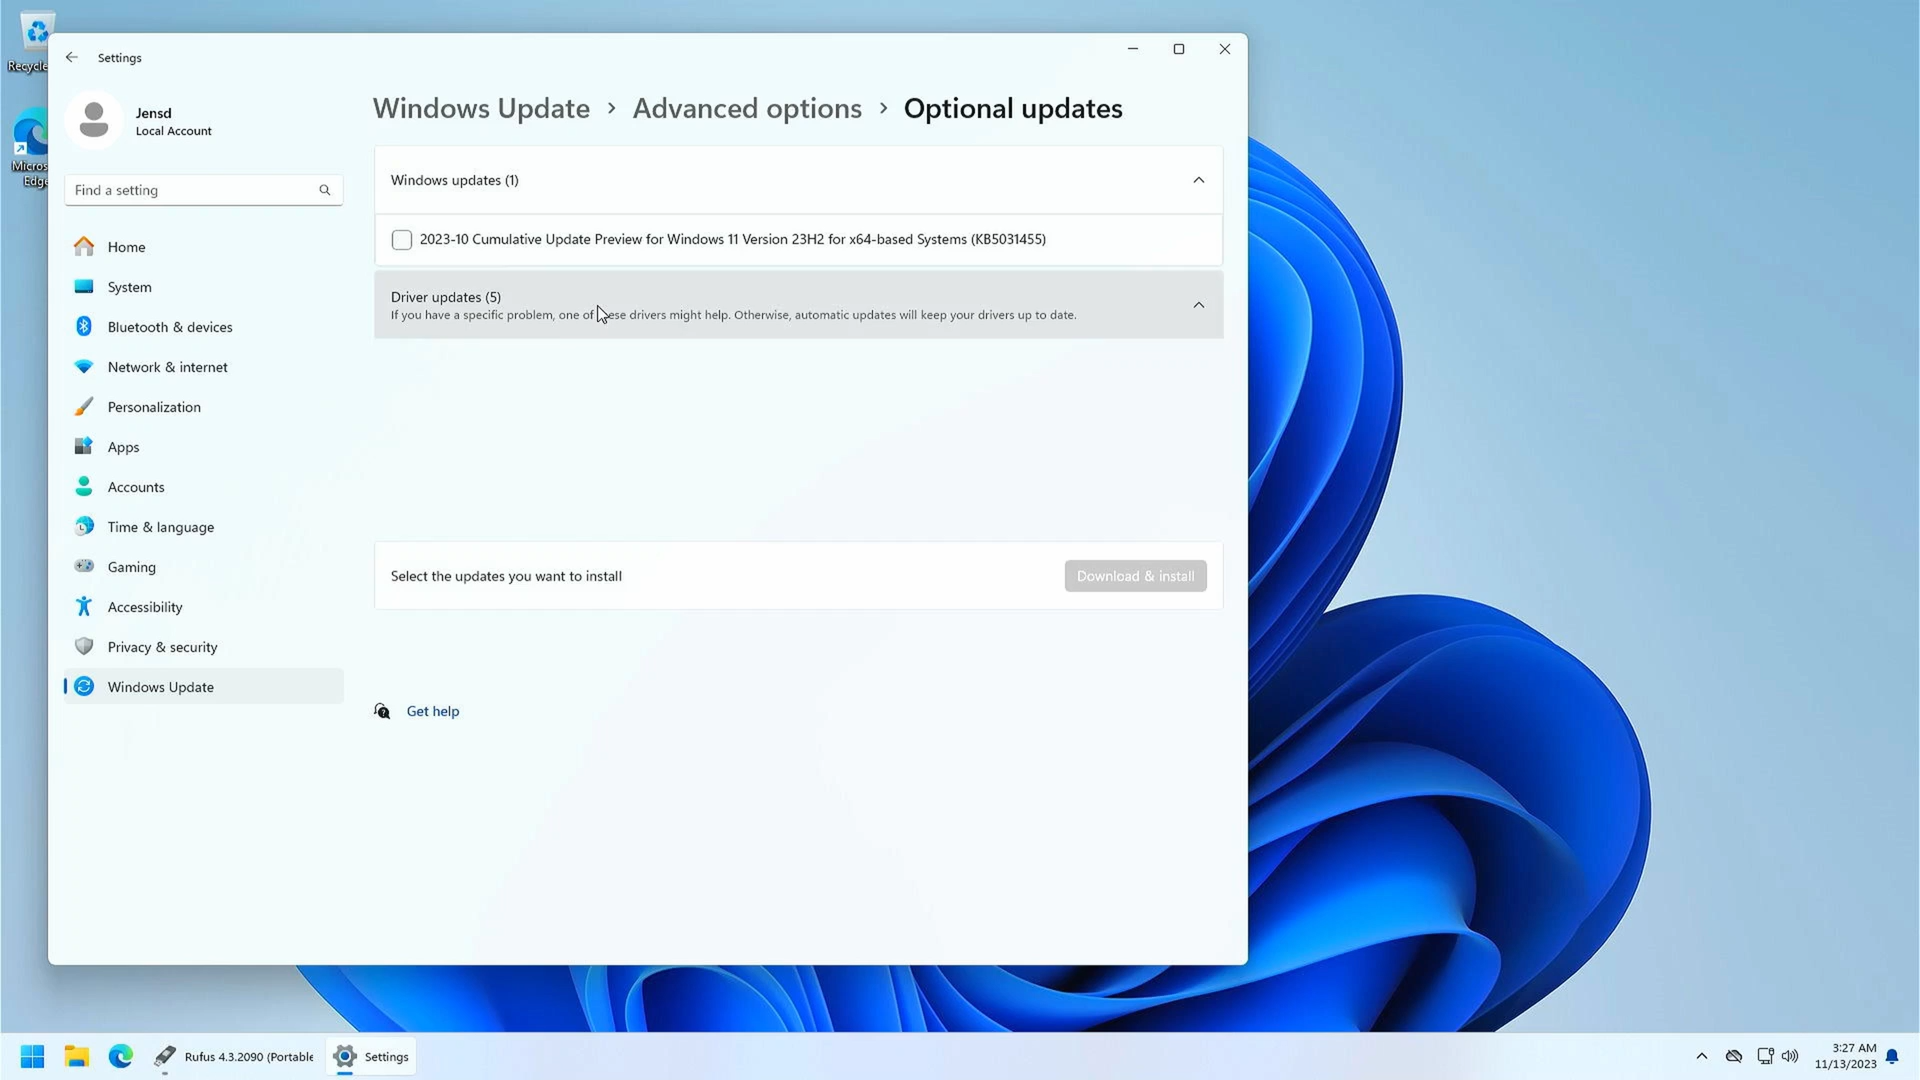 Recycle
Micros
Edge
Settings
Jensd
Local Account
Find a setting
Home
System
Bluetooth & devices
Network & internet
Personalization
Apps
Accounts
Time & language
Gaming
Accessibility
Privacy & security
Windows Update
Windows Update > Advanced options > Optional updates
Windows updates (1)
2023-10 Cumulative Update Preview for Windows 11 Version 23H2 for x64-based Systems (KB5031455)
Driver updates (5)
If you have a specific problem, one of these drivers might help. Otherwise, automatic updates will keep your drivers up to date.
Select the updates you want to install
Download & install
Get help
Rufus 4.3.2090 (Portable
Settings
3:27 AM
11/13/2023